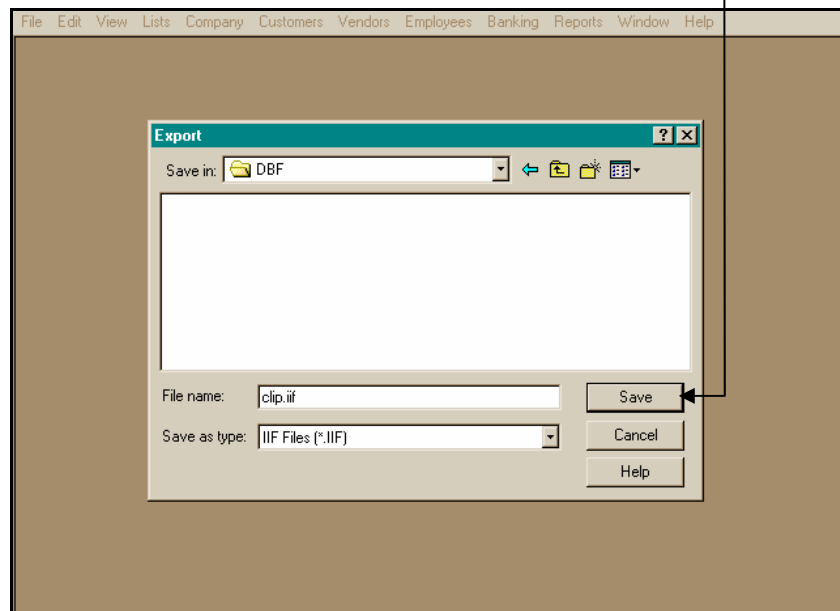 File Edit View Lists Company Customers Vendors Employees Banking Reports Window Help
Export ? X
Save in: DBF
File name: clip.iif Save
Save as type: IIF Files (*.IIF) Cancel
Help